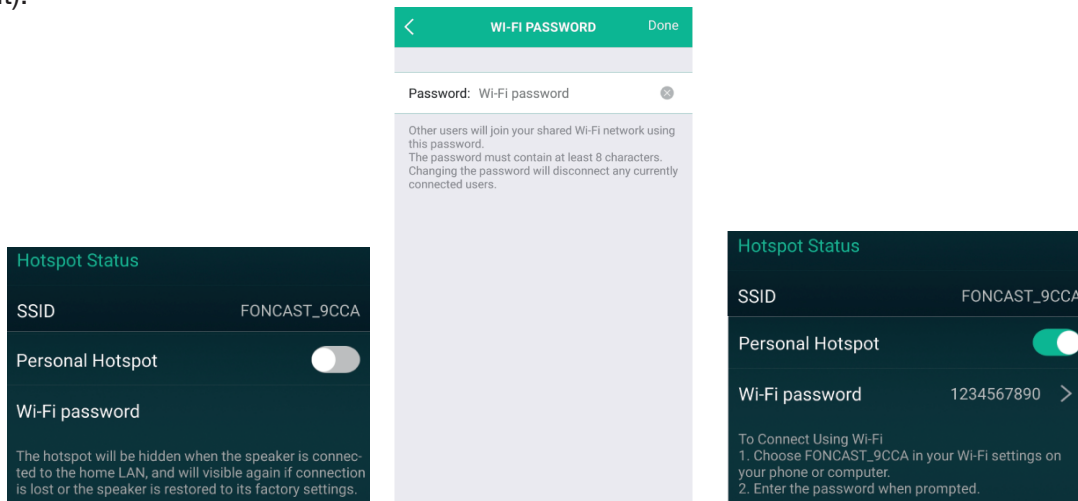 WI-FI PASSWORD Done
Password: Wi-Fi password
Other users will join your shared Wi-Fi network using
this password.
The password must contain at least 8 characters.
Changing the password will disconnect any currently
connected users.
Hotspot Status
SSID FONCAST_9CCA
Personal Hotspot
Wi-Fi password
The hotspot will be hidden when the speaker is connec-
ted to the home LAN, and will visible again if connection
is lost or the speaker is restored to its factory settings.
Hotspot Status
SSID FONCAST_9CCA
Personal Hotspot
Wi-Fi password 1234567890
To Connect Using Wi-Fi
1. Choose FONCAST_9CCA in your Wi-Fi settings on
your phone or computer.
2. Enter the password when prompted.